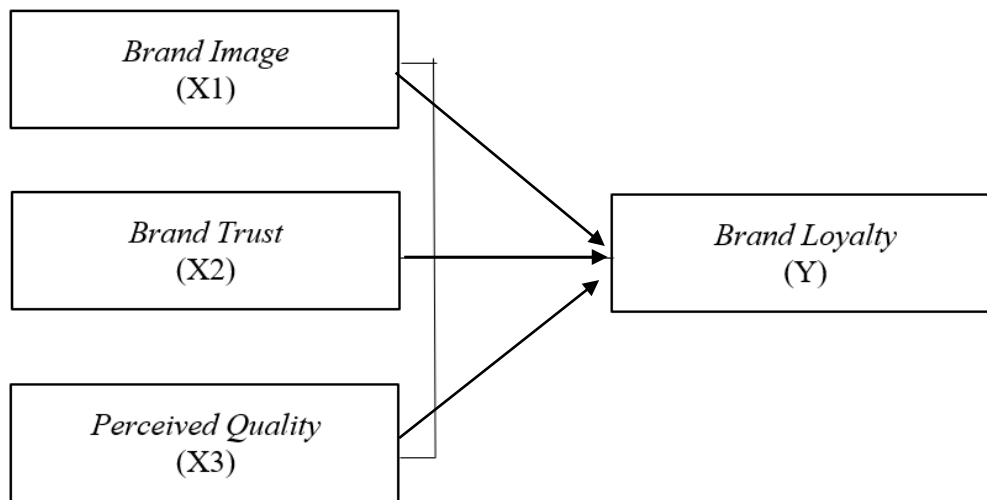 Brand Image
(X1)
Brand Trust
(X2)
Perceived Quality
(X3)
Brand Loyalty
(Y)